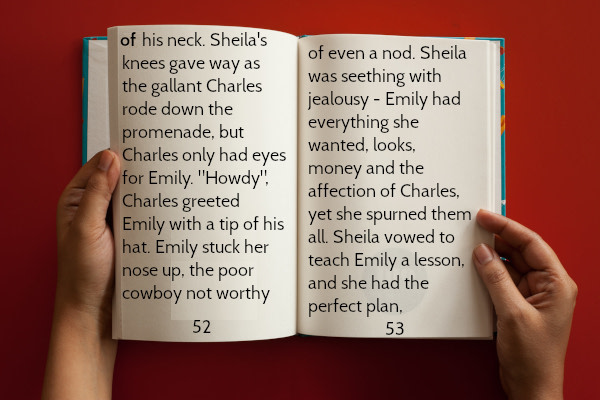 of his neck. Sheila's
knees gave way as
the gallant Charles
rode down the
promenade, but
Charles only had eyes
for Emily. "Howdy",
Charles greeted
Emily with a tip of his
hat. Emily stuck her
nose up, the poor
cowboy not worthy
52
of even a nod. Sheila
was seething with
jealousy - Emily had
everything she
wanted, looks,
money and the
affection of Charles,
yet she spurned them
all. Sheila vowed to
teach Emily a lesson,
and she had the
perfect plan,
53